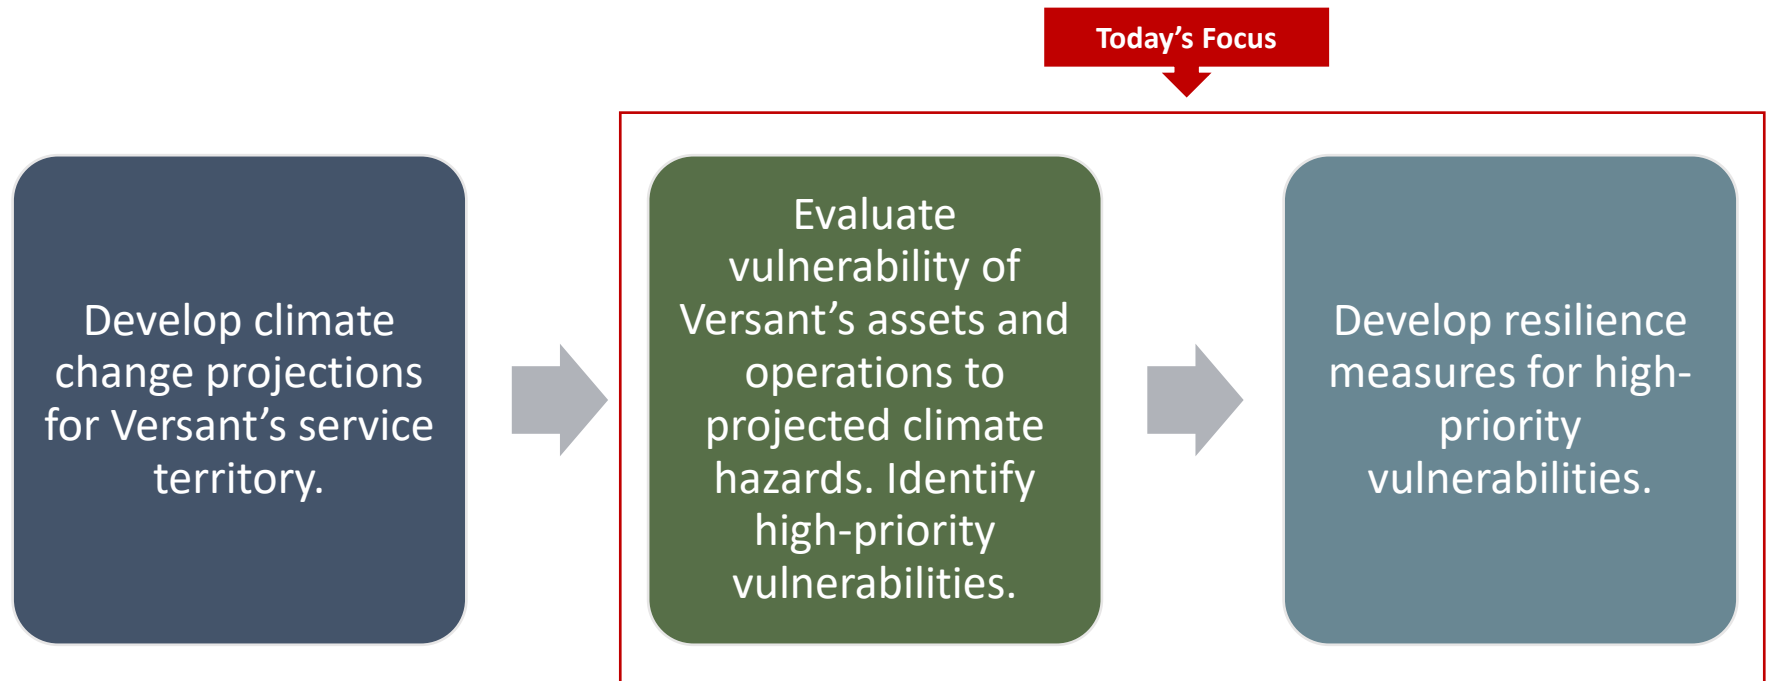 Today's Focus
Develop climate
change projections
for Versant's service
territory.
Evaluate
vulnerability of
Versant's assets and
operations to
projected climate
hazards. Identify
high-priority
vulnerabilities.
Develop resilience
measures for high-
priority
vulnerabilities.